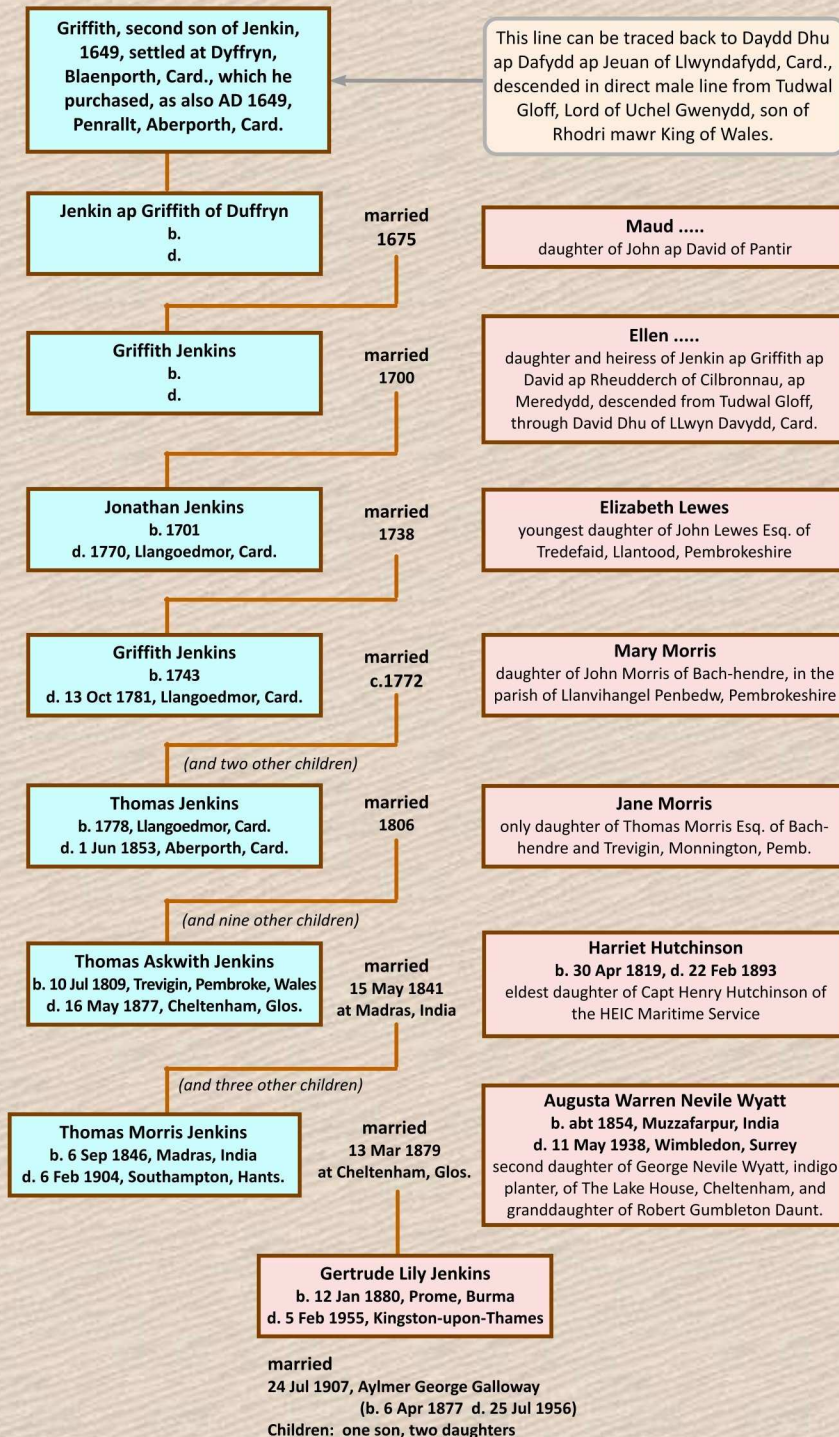 Griffith, second son of Jenkin,
1649, settled at Dyffryn,
Blaenporth, Card., which he
purchased, as also AD 1649,
Penrallt, Aberporth, Card.
This line can be traced back to Daydd Dhu
ap Dafydd ap Jeuan of Llwyndafydd, Card.,
descended in direct male line from Tudwal
Gloff, Lord of Uchel Gwenydd, son of
Rhodri mawr King of Wales.
Jenkin ap Griffith of Duffryn
b.
d.
married
1675
Maud .....
daughter of John ap David of Pantir
Griffith Jenkins
b.
d.
married
1700
Ellen .....
daughter and heiress of Jenkin ap Griffith ap
David ap Rheudderch of Cilbronnau, ap
Meredydd, descended from Tudwal Gloff,
through David Dhu of LLwyn Davydd, Card.
Jonathan Jenkins
b. 1701
d. 1770, Llangoedmor, Card.
married
1738
Elizabeth Lewes
youngest daughter of John Lewes Esq. of
Tredefaid, Llantood, Pembrokeshire
Griffith Jenkins
b. 1743
d. 13 Oct 1781, Llangoedmor, Card.
married
c.1772
Mary Morris
daughter of John Morris of Bach-hendre, in the
parish of Llanvihangel Penbedw, Pembrokeshire
(and two other children)
Thomas Jenkins
b. 1778, Llangoedmor, Card.
d. 1 Jun 1853, Aberporth, Card.
married
1806
Jane Morris
only daughter of Thomas Morris Esq. of Bach-
hendre and Trevigin, Monnington, Pemb.
(and nine other children)
Thomas Askwith Jenkins
b. 10 Jul 1809, Trevigin, Pembroke, Wales
d. 16 May 1877, Cheltenham, Glos.
married
15 May 1841
at Madras, India
Harriet Hutchinson
b. 30 Apr 1819, d. 22 Feb 1893
eldest daughter of Capt Henry Hutchinson of
the HEIC Maritime Service
(and three other children)
Thomas Morris Jenkins
b. 6 Sep 1846, Madras, India
d. 6 Feb 1904, Southampton, Hants.
married
13 Mar 1879
at Cheltenham, Glos.
Augusta Warren Nevile Wyatt
b. abt 1854, Muzzafarpur, India
d. 11 May 1938, Wimbledon, Surrey
second daughter of George Nevile Wyatt, indigo
planter, of The Lake House, Cheltenham, and
granddaughter of Robert Gumbleton Daunt.
Gertrude Lily Jenkins
b. 12 Jan 1880, Prome, Burma
d. 5 Feb 1955, Kingston-upon-Thames
married
24 Jul 1907, Aylmer George Galloway
(b. 6 Apr 1877 d. 25 Jul 1956)
Children: one son, two daughters